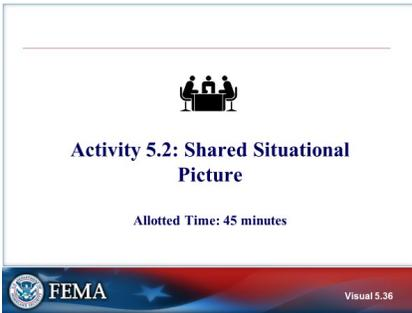 Activity 5.2: Shared Situational
Picture
Allotted Time: 45 minutes
FEMA
Visual 5.36